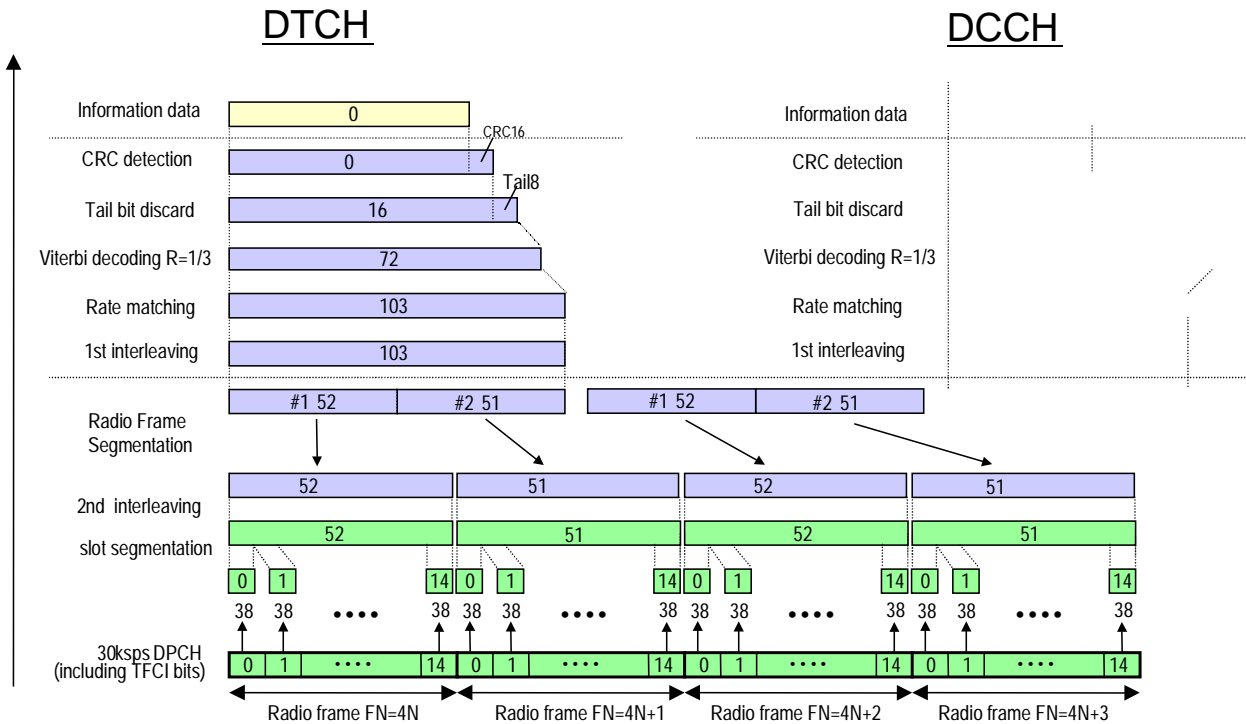 DTCH
DCCH
Information data
0
Information data
CRC16
CRC detection
0
CRC detection
Tail8
Tail bit discard
16
Tail bit discard
Viterbi decoding R=1/3
72
Viterbi decoding R=1/3
Rate matching
103
Rate matching
1st interleaving
103
1st interleaving
#1 52 #2 51 #1 52 #2 51
Radio Frame
Segmentation
52 51 52 51
2nd interleaving
52 51 52 51
slot segmentation
0 1 14 0 1 14 0 1 14 0 1 14
38 38 •••• 38 38 38 •••• 38 38 38 •••• 38 38 38 •••• 38
30ksps DPCH
(including TFCI bits)
0 1 •••• 14 0 1 •••• 14 0 1 •••• 14 0 1 •••• 14
Radio frame FN=4N Radio frame FN=4N+1 Radio frame FN=4N+2 Radio frame FN=4N+3